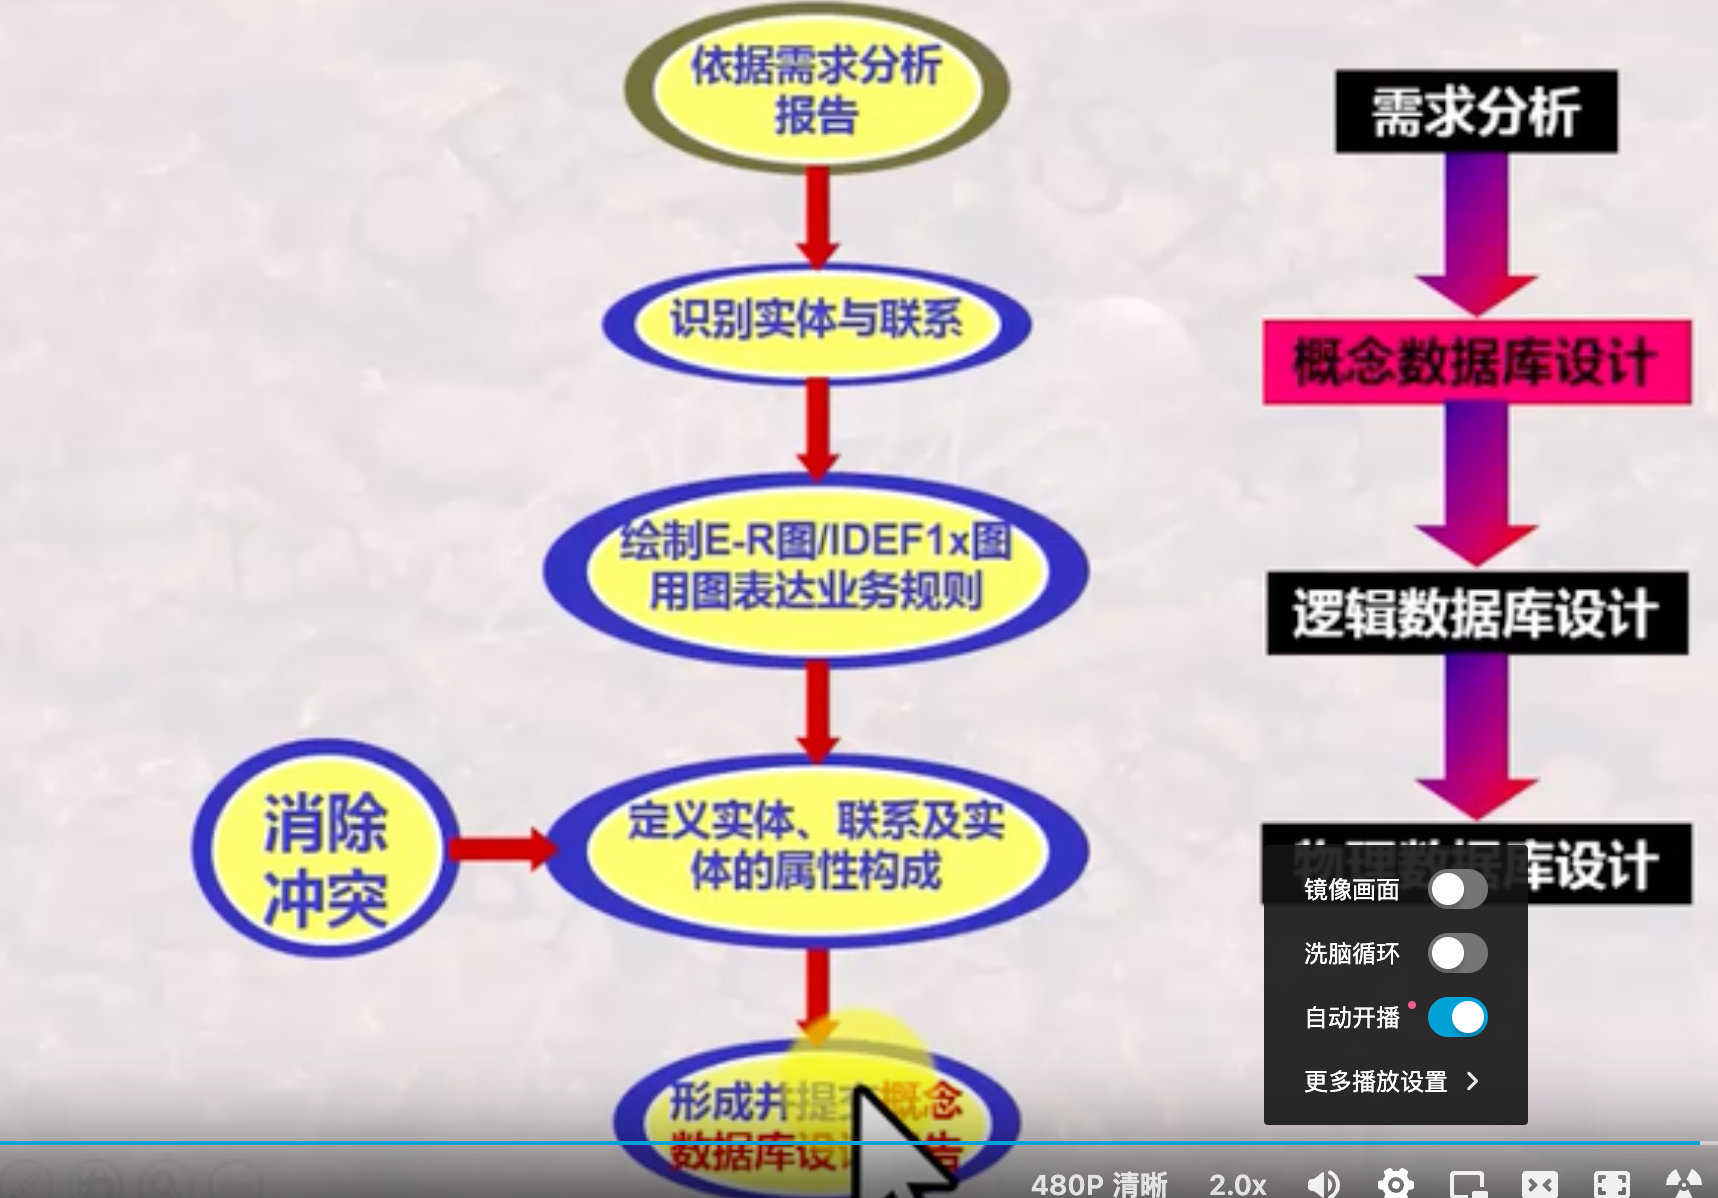 依据需求分析
报告
识别实体与联系
绘制E-R图/IDEF1x图
用图表达业务规则
消除
冲突
定义实体、联系及实
体的属性构成
形成并提交概念
数据库设
告
需求分析
概念数据库设计
逻辑数据库设计
物理数据库设计
镜像画面
洗脑循环
自动开播
更多播放设置
480P 清晰
2.0x